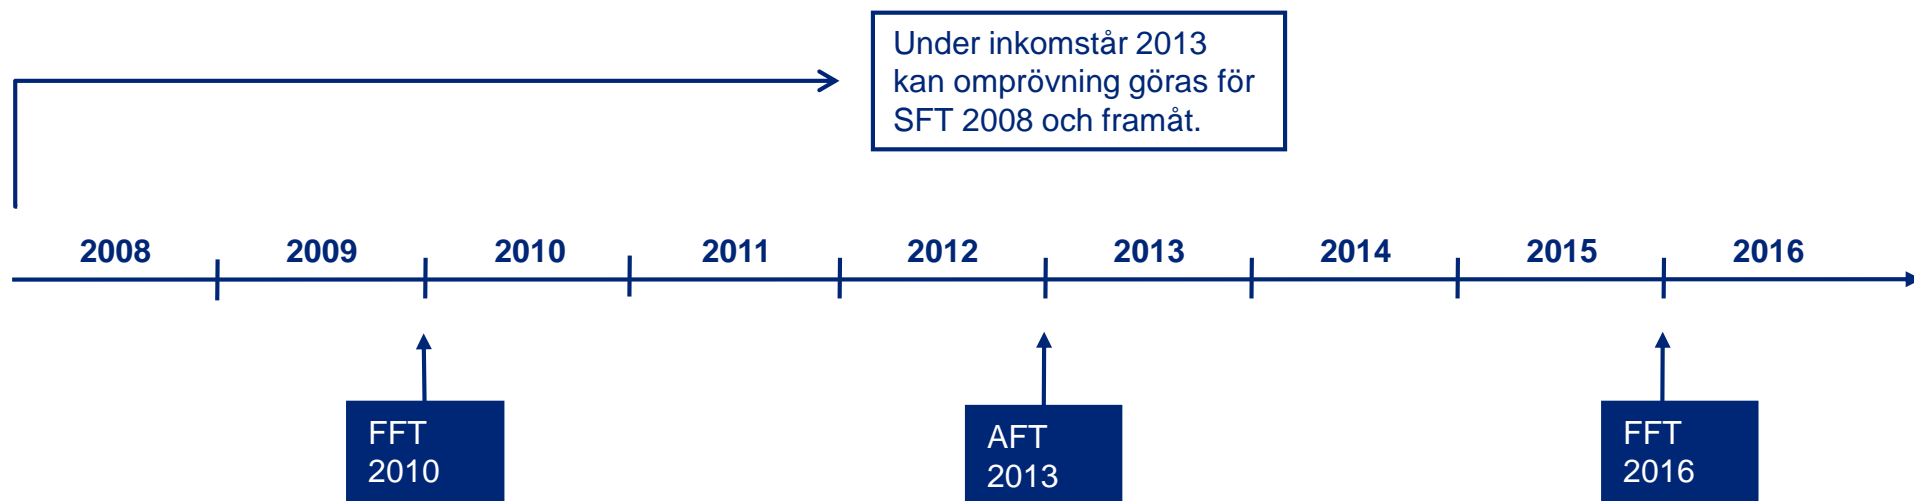 Under inkomstår 2013
kan omprövning göras för
SFT 2008 och framåt.
2008 2009 2010 2011 2012 2013 2014 2015 2016
FFT
2010
AFT
2013
FFT
2016